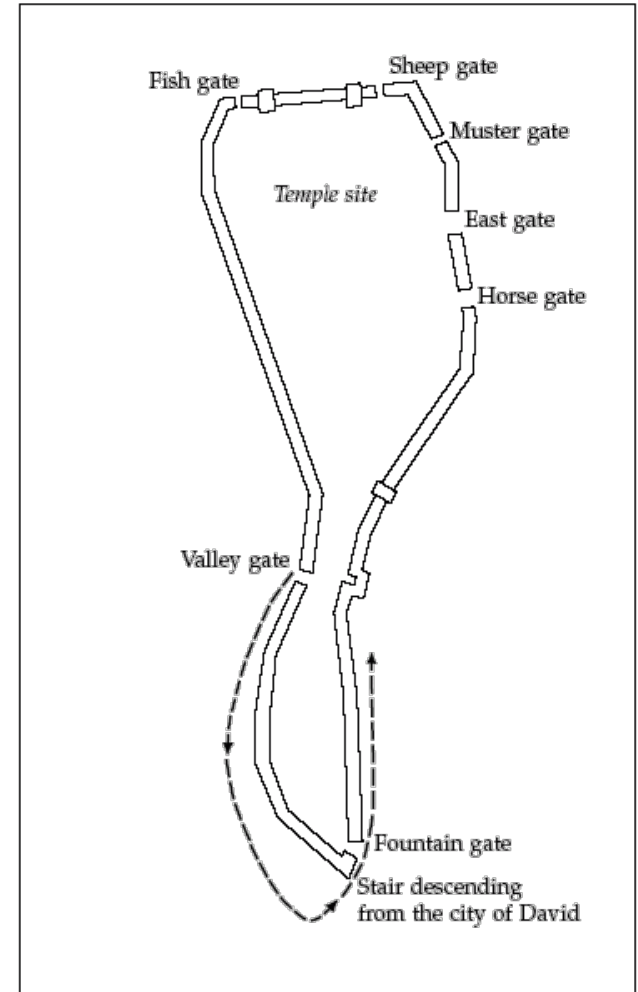 Sheep gate
Fish gate
Muster gate
Temple site
East gate
Horse gate
Valley gate
Fountain gate
Stair descending
from the city of David